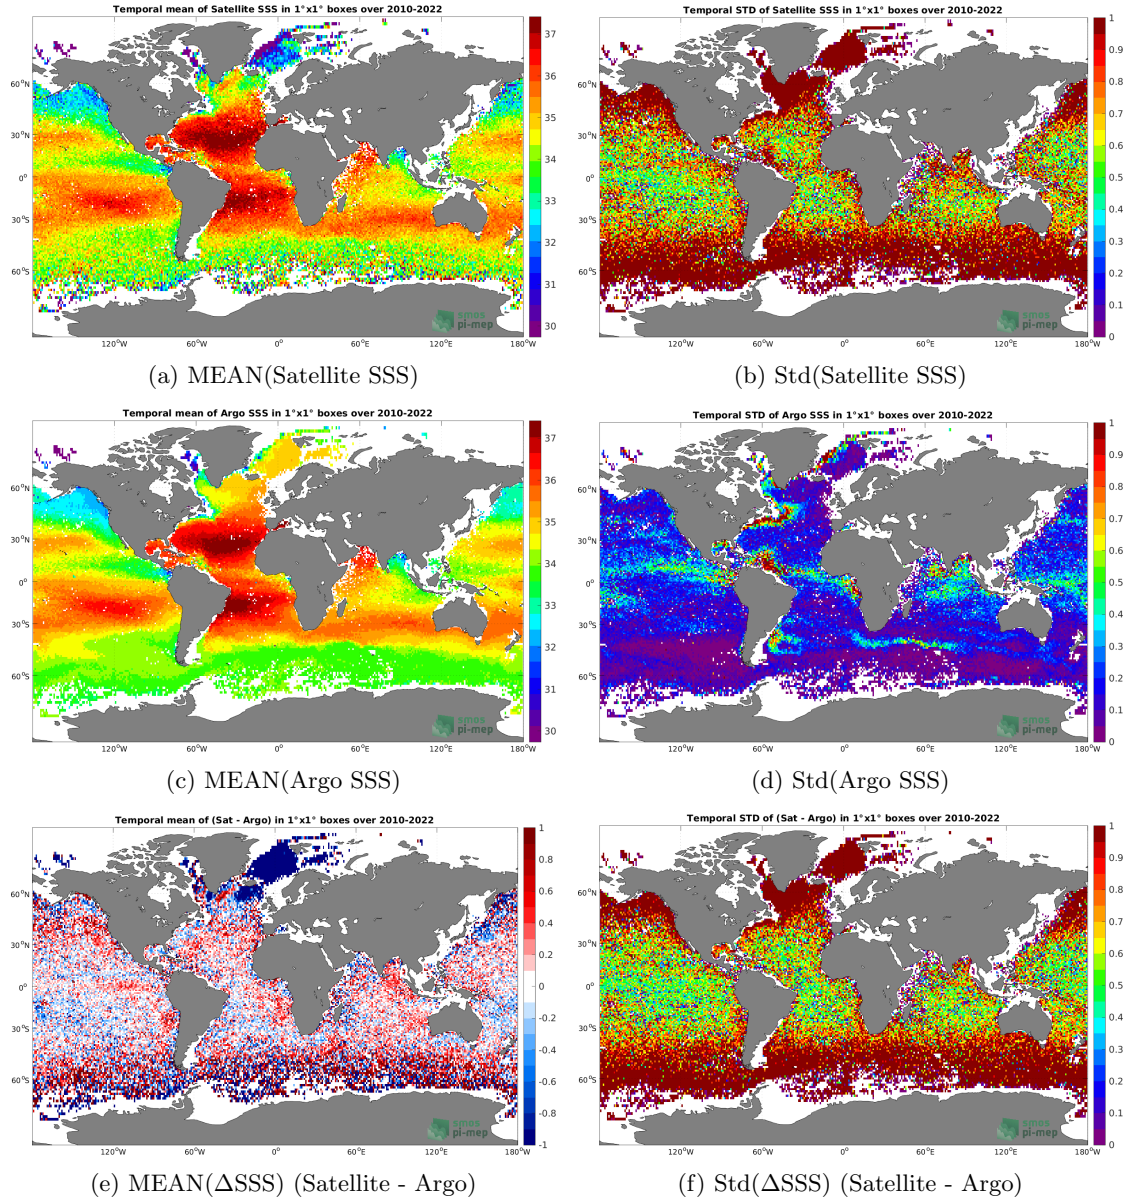 Temporal mean of Satellite SSS in 1°x1° boxes over 2010-2022
60°N
30°N
0°
30°S
60°S
120°W 60°W 0° 60°E 120°E 180°W
37
36
35
34
33
32
31
30
smos
pi-mep
(a) MEAN(Satellite SSS)
Temporal STD of Satellite SSS in 1°x1° boxes over 2010-2022
60°N
30°N
0°
30°S
60°S
120°W 60°W 0° 60°E 120°E 180°W
1
0.9
0.8
0.7
0.6
0.5
0.4
0.3
0.2
0.1
0
smos
pi-mep
(b) Std(Satellite SSS)
Temporal mean of Argo SSS in 1°x1° boxes over 2010-2022
60°N
30°N
0°
30°S
60°S
120°W 60°W 0° 60°E 120°E 180°W
37
36
35
34
33
32
31
30
smos
pi-mep
(c) MEAN(Argo SSS)
Temporal STD of Argo SSS in 1°x1° boxes over 2010-2022
60°N
30°N
0°
30°S
60°S
120°W 60°W 0° 60°E 120°E 180°W
1
0.9
0.8
0.7
0.6
0.5
0.4
0.3
0.2
0.1
0
smos
pi-mep
(d) Std(Argo SSS)
Temporal mean of (Sat - Argo) in 1°x1° boxes over 2010-2022
60°N
30°N
0°
30°S
60°S
120°W 60°W 0° 60°E 120°E 180°W
1
0.8
0.6
0.4
0.2
0
-0.2
-0.4
-0.6
-0.8
-1
smos
pi-mep
(e) MEAN(ΔSSS) (Satellite - Argo)
Temporal STD of (Sat - Argo) in 1°x1° boxes over 2010-2022
60°N
30°N
0°
30°S
60°S
120°W 60°W 0° 60°E 120°E 180°W
1
0.9
0.8
0.7
0.6
0.5
0.4
0.3
0.2
0.1
0
smos
pi-mep
(f) Std(ΔSSS) (Satellite - Argo)